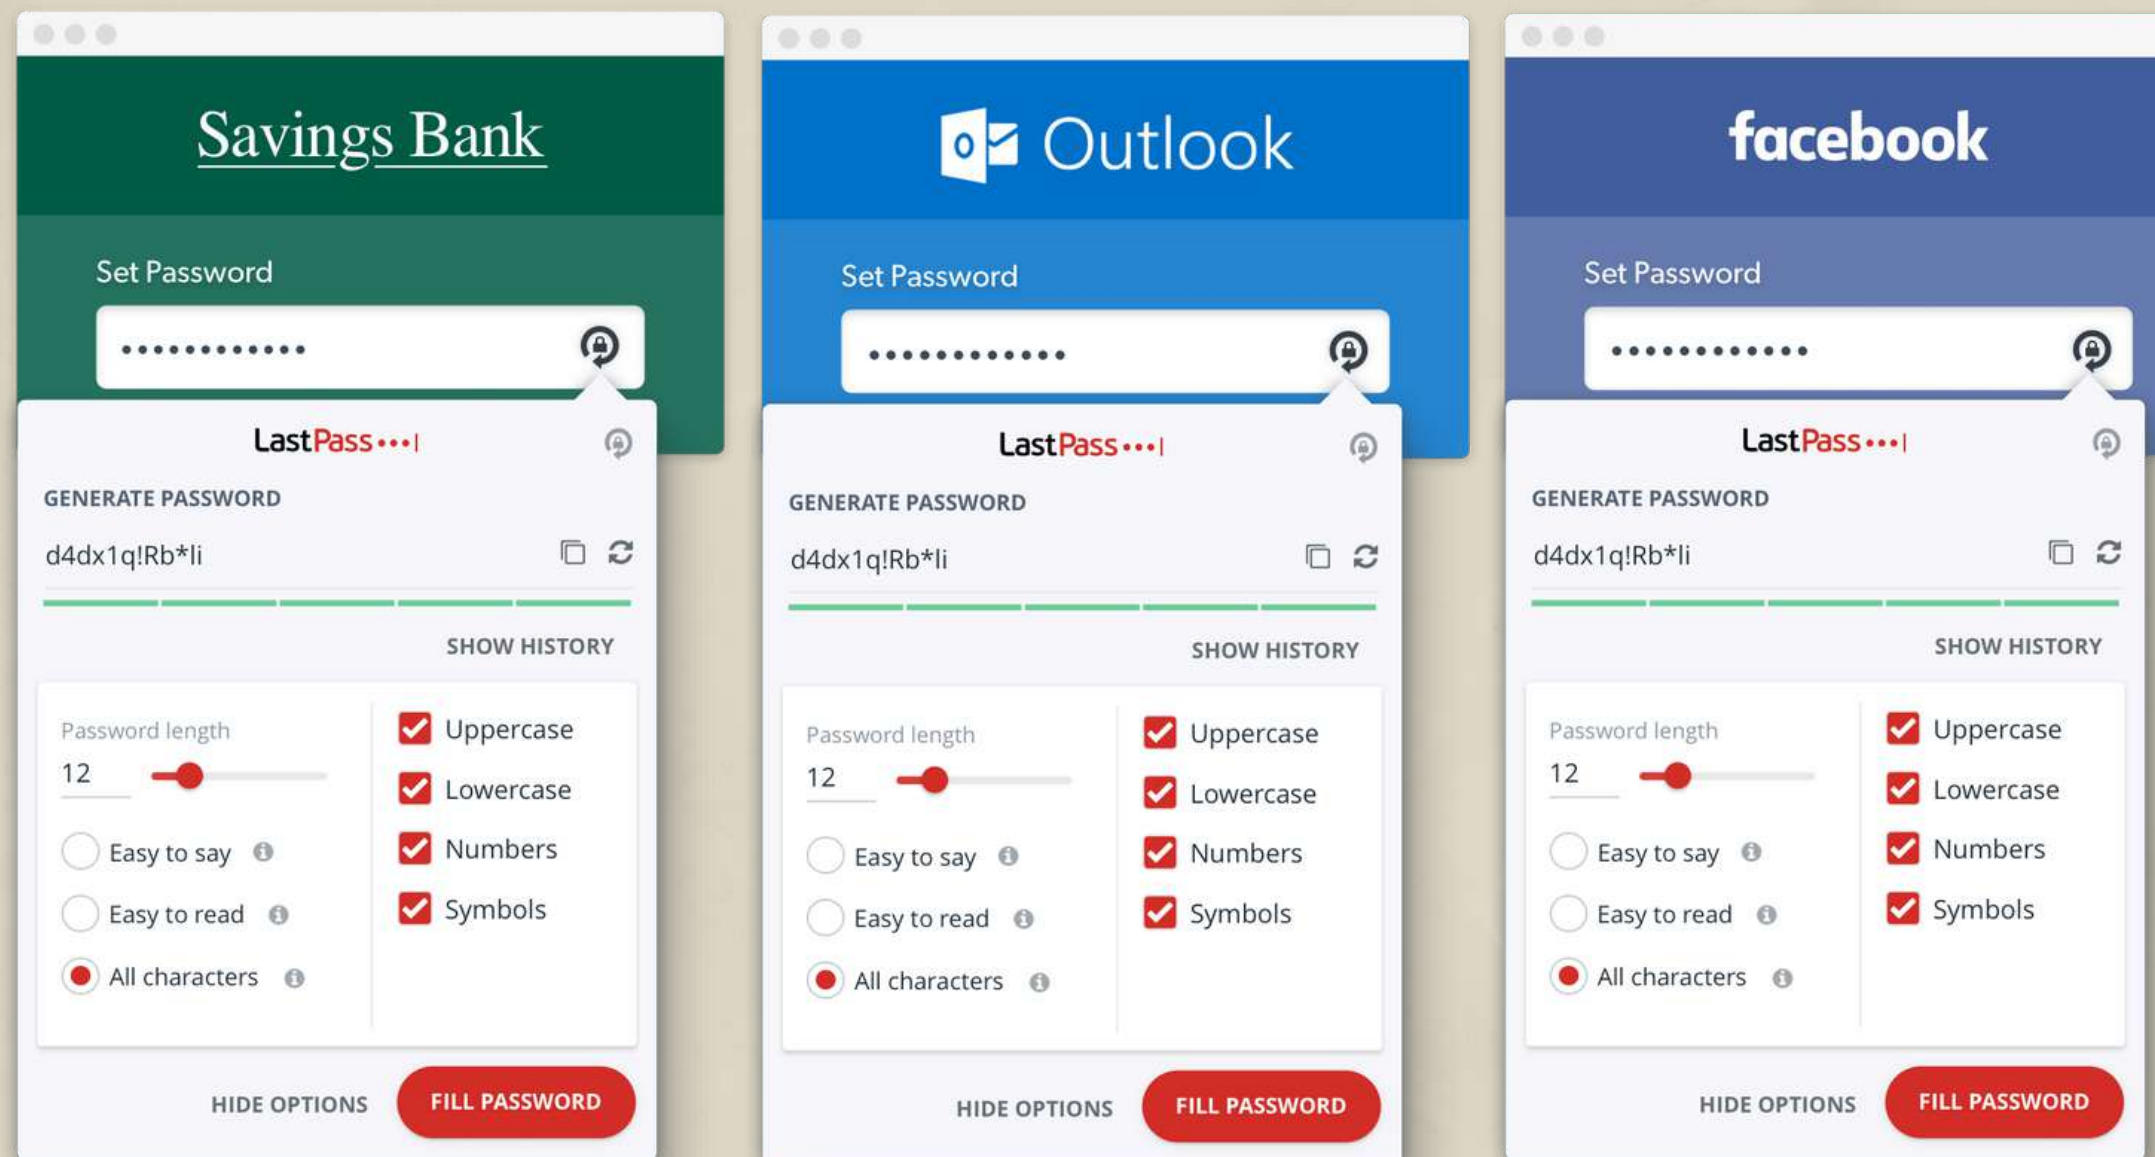 Savings Bank
Set Password
••••••••••••
LastPass •••|
GENERATE PASSWORD
d4dx1q!Rb*li
SHOW HISTORY
Password length
12
Easy to say
Easy to read
All characters
Uppercase
Lowercase
Numbers
Symbols
HIDE OPTIONS
FILL PASSWORD
Outlook
Set Password
••••••••••••
LastPass •••|
GENERATE PASSWORD
d4dx1q!Rb*li
SHOW HISTORY
Password length
12
Easy to say
Easy to read
All characters
Uppercase
Lowercase
Numbers
Symbols
HIDE OPTIONS
FILL PASSWORD
facebook
Set Password
••••••••••••
LastPass •••|
GENERATE PASSWORD
d4dx1q!Rb*li
SHOW HISTORY
Password length
12
Easy to say
Easy to read
All characters
Uppercase
Lowercase
Numbers
Symbols
HIDE OPTIONS
FILL PASSWORD